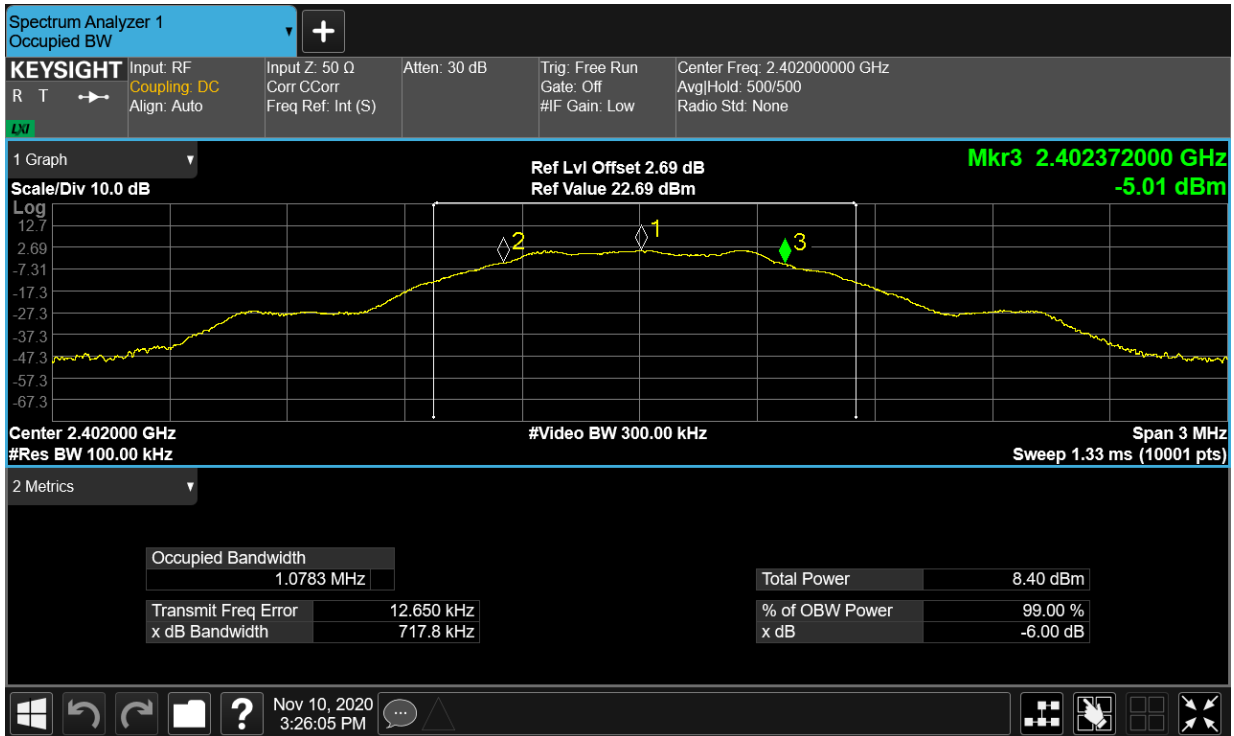 Spectrum Analyzer 1
Occupied BW
KEYSIGHT
R T
LXI
Input: RF
Coupling: DC
Align: Auto
Input Z: 50 Ω
Corr CCorr
Freq Ref: Int (S)
Atten: 30 dB
Trig: Free Run
Gate: Off
#IF Gain: Low
Center Freq: 2.402000000 GHz
Avg|Hold: 500/500
Radio Std: None
1 Graph
Scale/Div 10.0 dB
Ref Lvl Offset 2.69 dB
Ref Value 22.69 dBm
Mkr3 2.402372000 GHz
-5.01 dBm
Log
12.7
2.69
-7.31
-17.3
-27.3
-37.3
-47.3
-57.3
-67.3
2
1
3
Center 2.402000 GHz
#Res BW 100.00 kHz
#Video BW 300.00 kHz
Span 3 MHz
Sweep 1.33 ms (10001 pts)
2 Metrics
Occupied Bandwidth
1.0783 MHz
Transmit Freq Error 12.650 kHz
x dB Bandwidth 717.8 kHz
Total Power 8.40 dBm
% of OBW Power 99.00 %
x dB -6.00 dB
?
Nov 10, 2020
3:26:05 PM